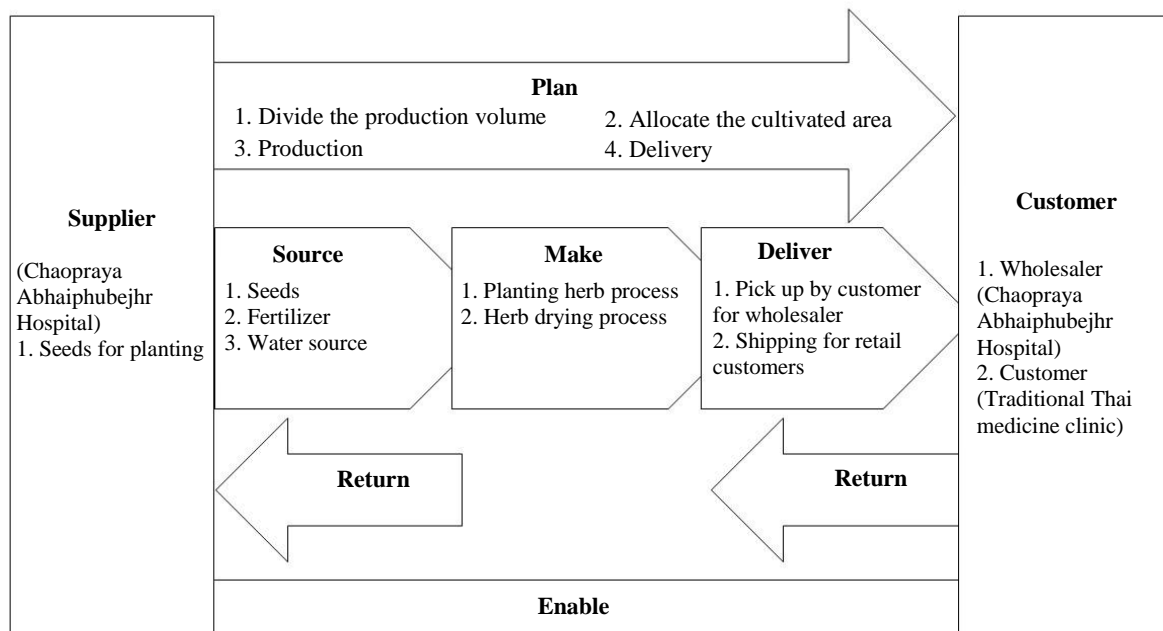 Supplier
(Chaopraya
Abhaiphubejhr
Hospital)
1. Seeds for planting
Plan
1. Divide the production volume
2. Allocate the cultivated area
3. Production
4. Delivery
Source
1. Seeds
2. Fertilizer
3. Water source
Make
1. Planting herb process
2. Herb drying process
Deliver
1. Pick up by customer
for wholesaler
2. Shipping for retail
customers
Return
Return
Enable
Customer
1. Wholesaler
(Chaopraya
Abhaiphubejhr
Hospital)
2. Customer
(Traditional Thai
medicine clinic)